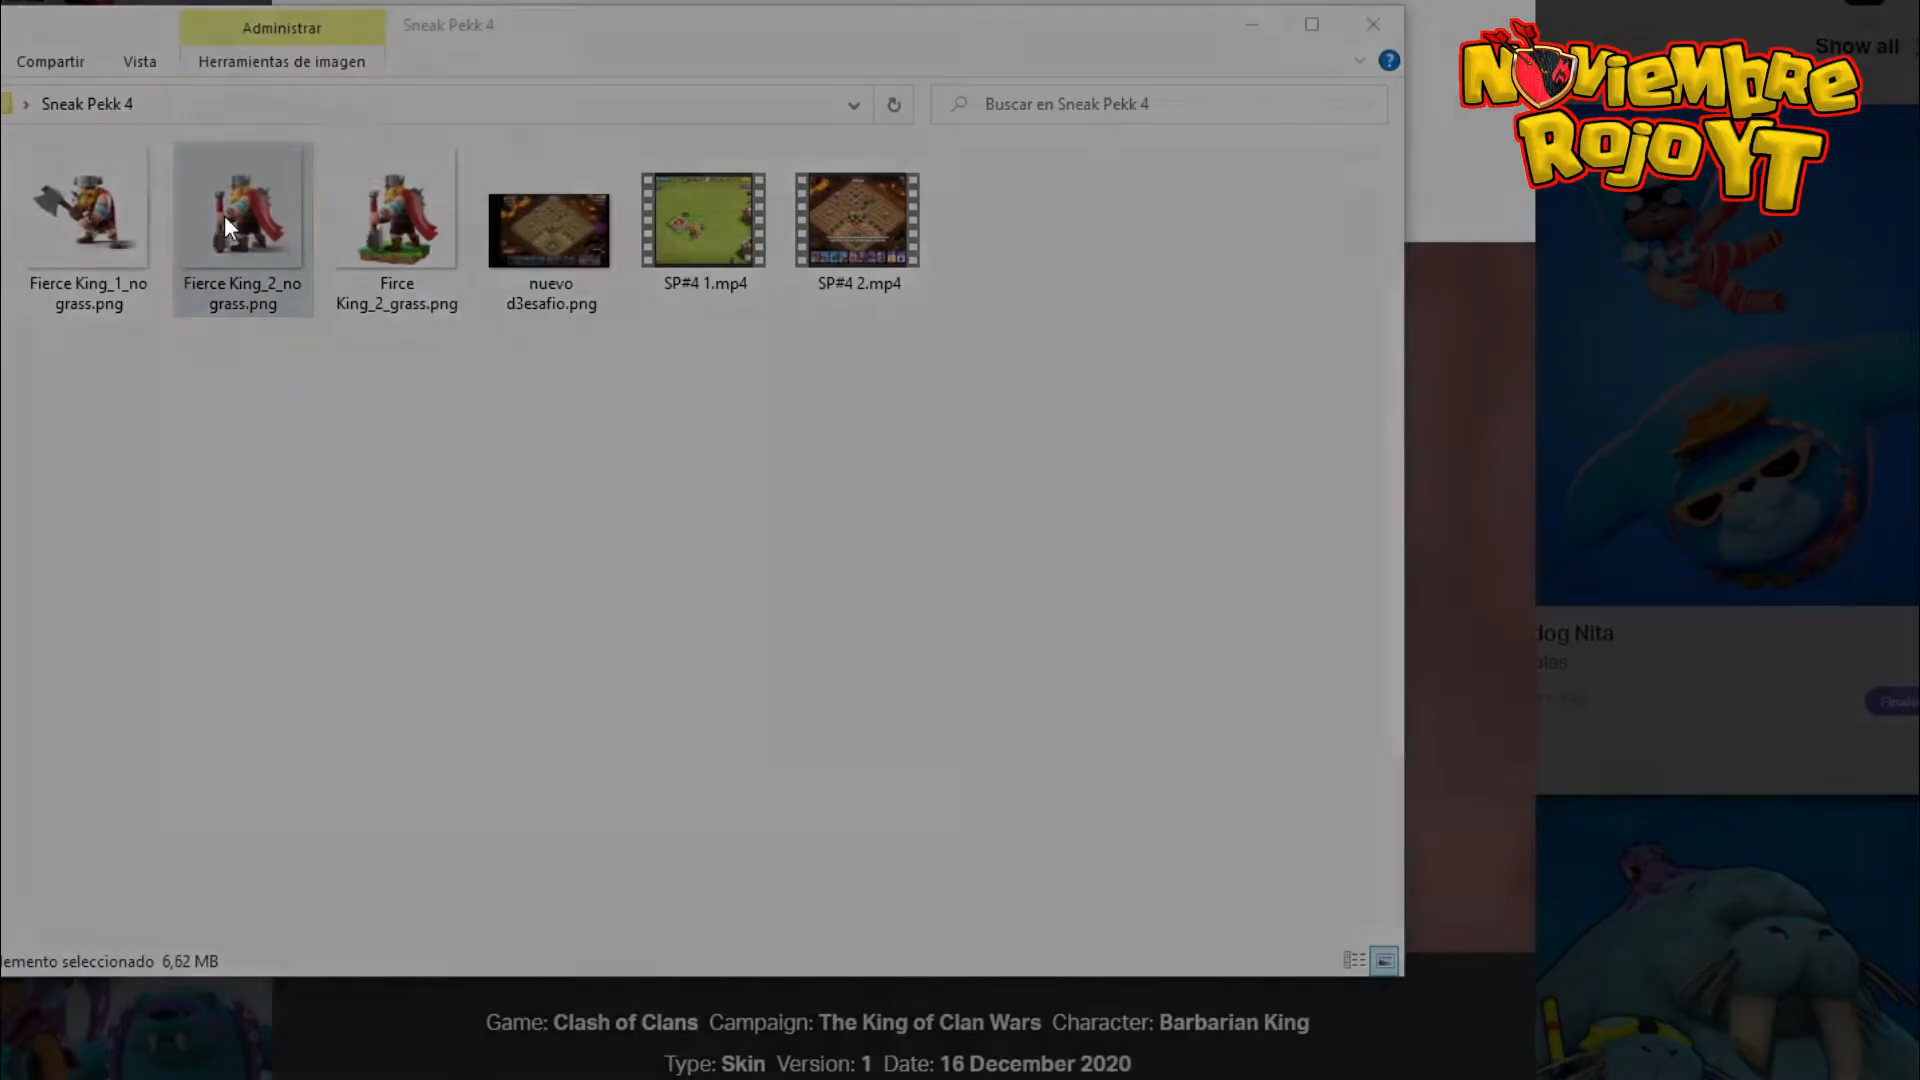 Administrar
Sneak Pekk 4
Compartir
Vista
Herramientas de imagen
Sneak Pekk 4
Buscar en Sneak Pekk 4
Noviembre
Rojo YT
Show all
Fierce King_1_no
grass.png
Fierce King_2_no
grass.png
Firce
King_2_grass.png
nuevo
d3esafio.png
SP#4 1.mp4
SP#4 2.mp4
Nita
emento seleccionado 6,62 MB
Game: Clash of Clans Campaign: The King of Clan Wars Character: Barbarian King
Type: Skin Version: 1 Date: 16 December 2020